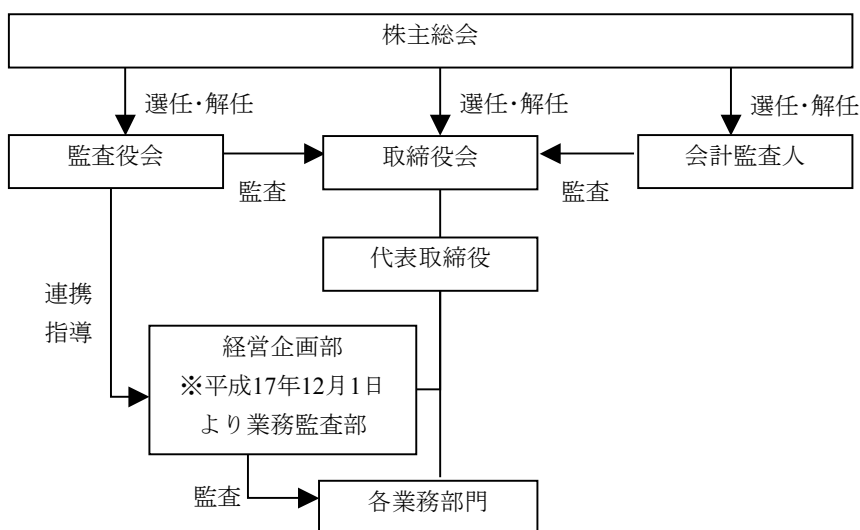 株主総会
選任･解任
選任･解任
選任･解任
監査役会
取締役会
会計監査人
監査
監査
代表取締役
連携
指導
経営企画部
※平成17年12月1日
より業務監査部
監査
各業務部門